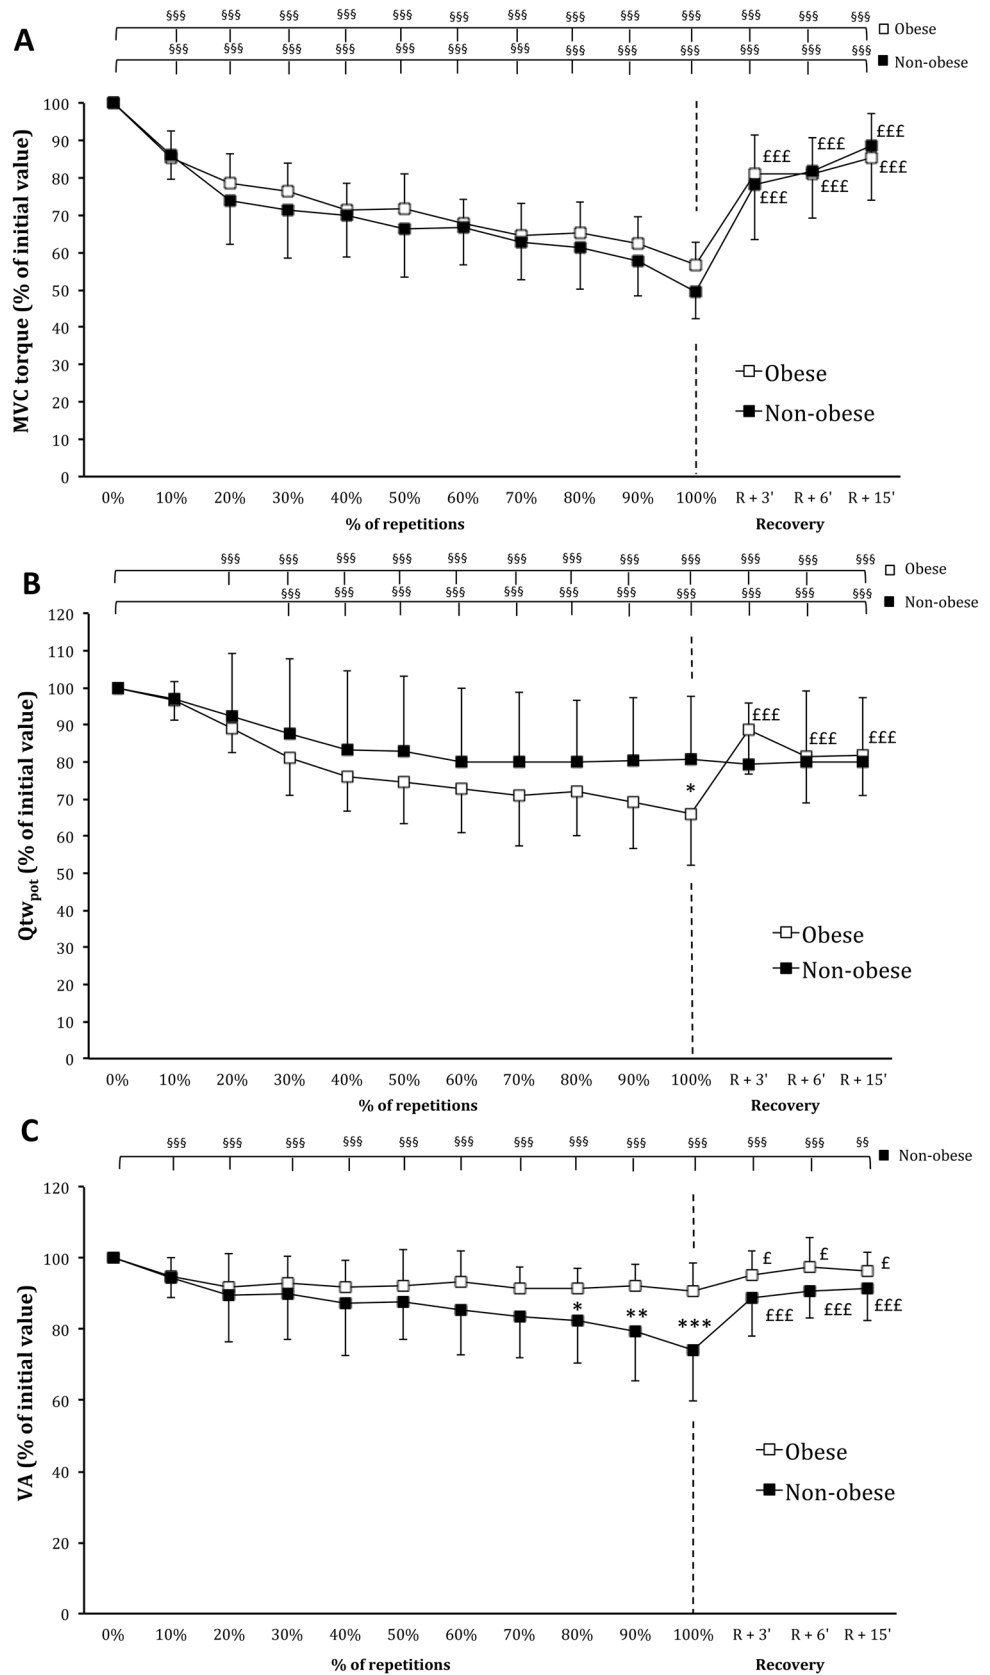 A
§§§ §§§ §§§ §§§ §§§ §§§ §§§ §§§ §§§ §§§ §§§ §§§ §§§
Obese
§§§ §§§ §§§ §§§ §§§ §§§ §§§ §§§ §§§ §§§ §§§ §§§ §§§
Non-obese
MVC torque (% of initial value)
100
90
80
70
60
50
40
30
20
10
0
£££ £££ £££
£££ £££ £££
Obese
Non-obese
0% 10% 20% 30% 40% 50% 60% 70% 80% 90% 100% R + 3' R + 6' R + 15'
% of repetitions Recovery
B
§§§ §§§ §§§ §§§ §§§ §§§ §§§ §§§ §§§ §§§ §§§ §§§
Obese
§§§ §§§ §§§ §§§ §§§ §§§ §§§ §§§ §§§ §§§ §§§
Non-obese
Qtwpot (% of initial value)
120
110
100
90
80
70
60
50
40
30
20
10
0
*
£££ £££ £££
Obese
Non-obese
0% 10% 20% 30% 40% 50% 60% 70% 80% 90% 100% R + 3' R + 6' R + 15'
% of repetitions Recovery
C
§§§ §§§ §§§ §§§ §§§ §§§ §§§ §§§ §§§ §§§ §§§ §§§ §§
Non-obese
VA (% of initial value)
120
100
80
60
40
20
0
£ £ £
* ** ***
£££ £££ £££
Obese
Non-obese
0% 10% 20% 30% 40% 50% 60% 70% 80% 90% 100% R + 3' R + 6' R + 15'
% of repetitions Recovery